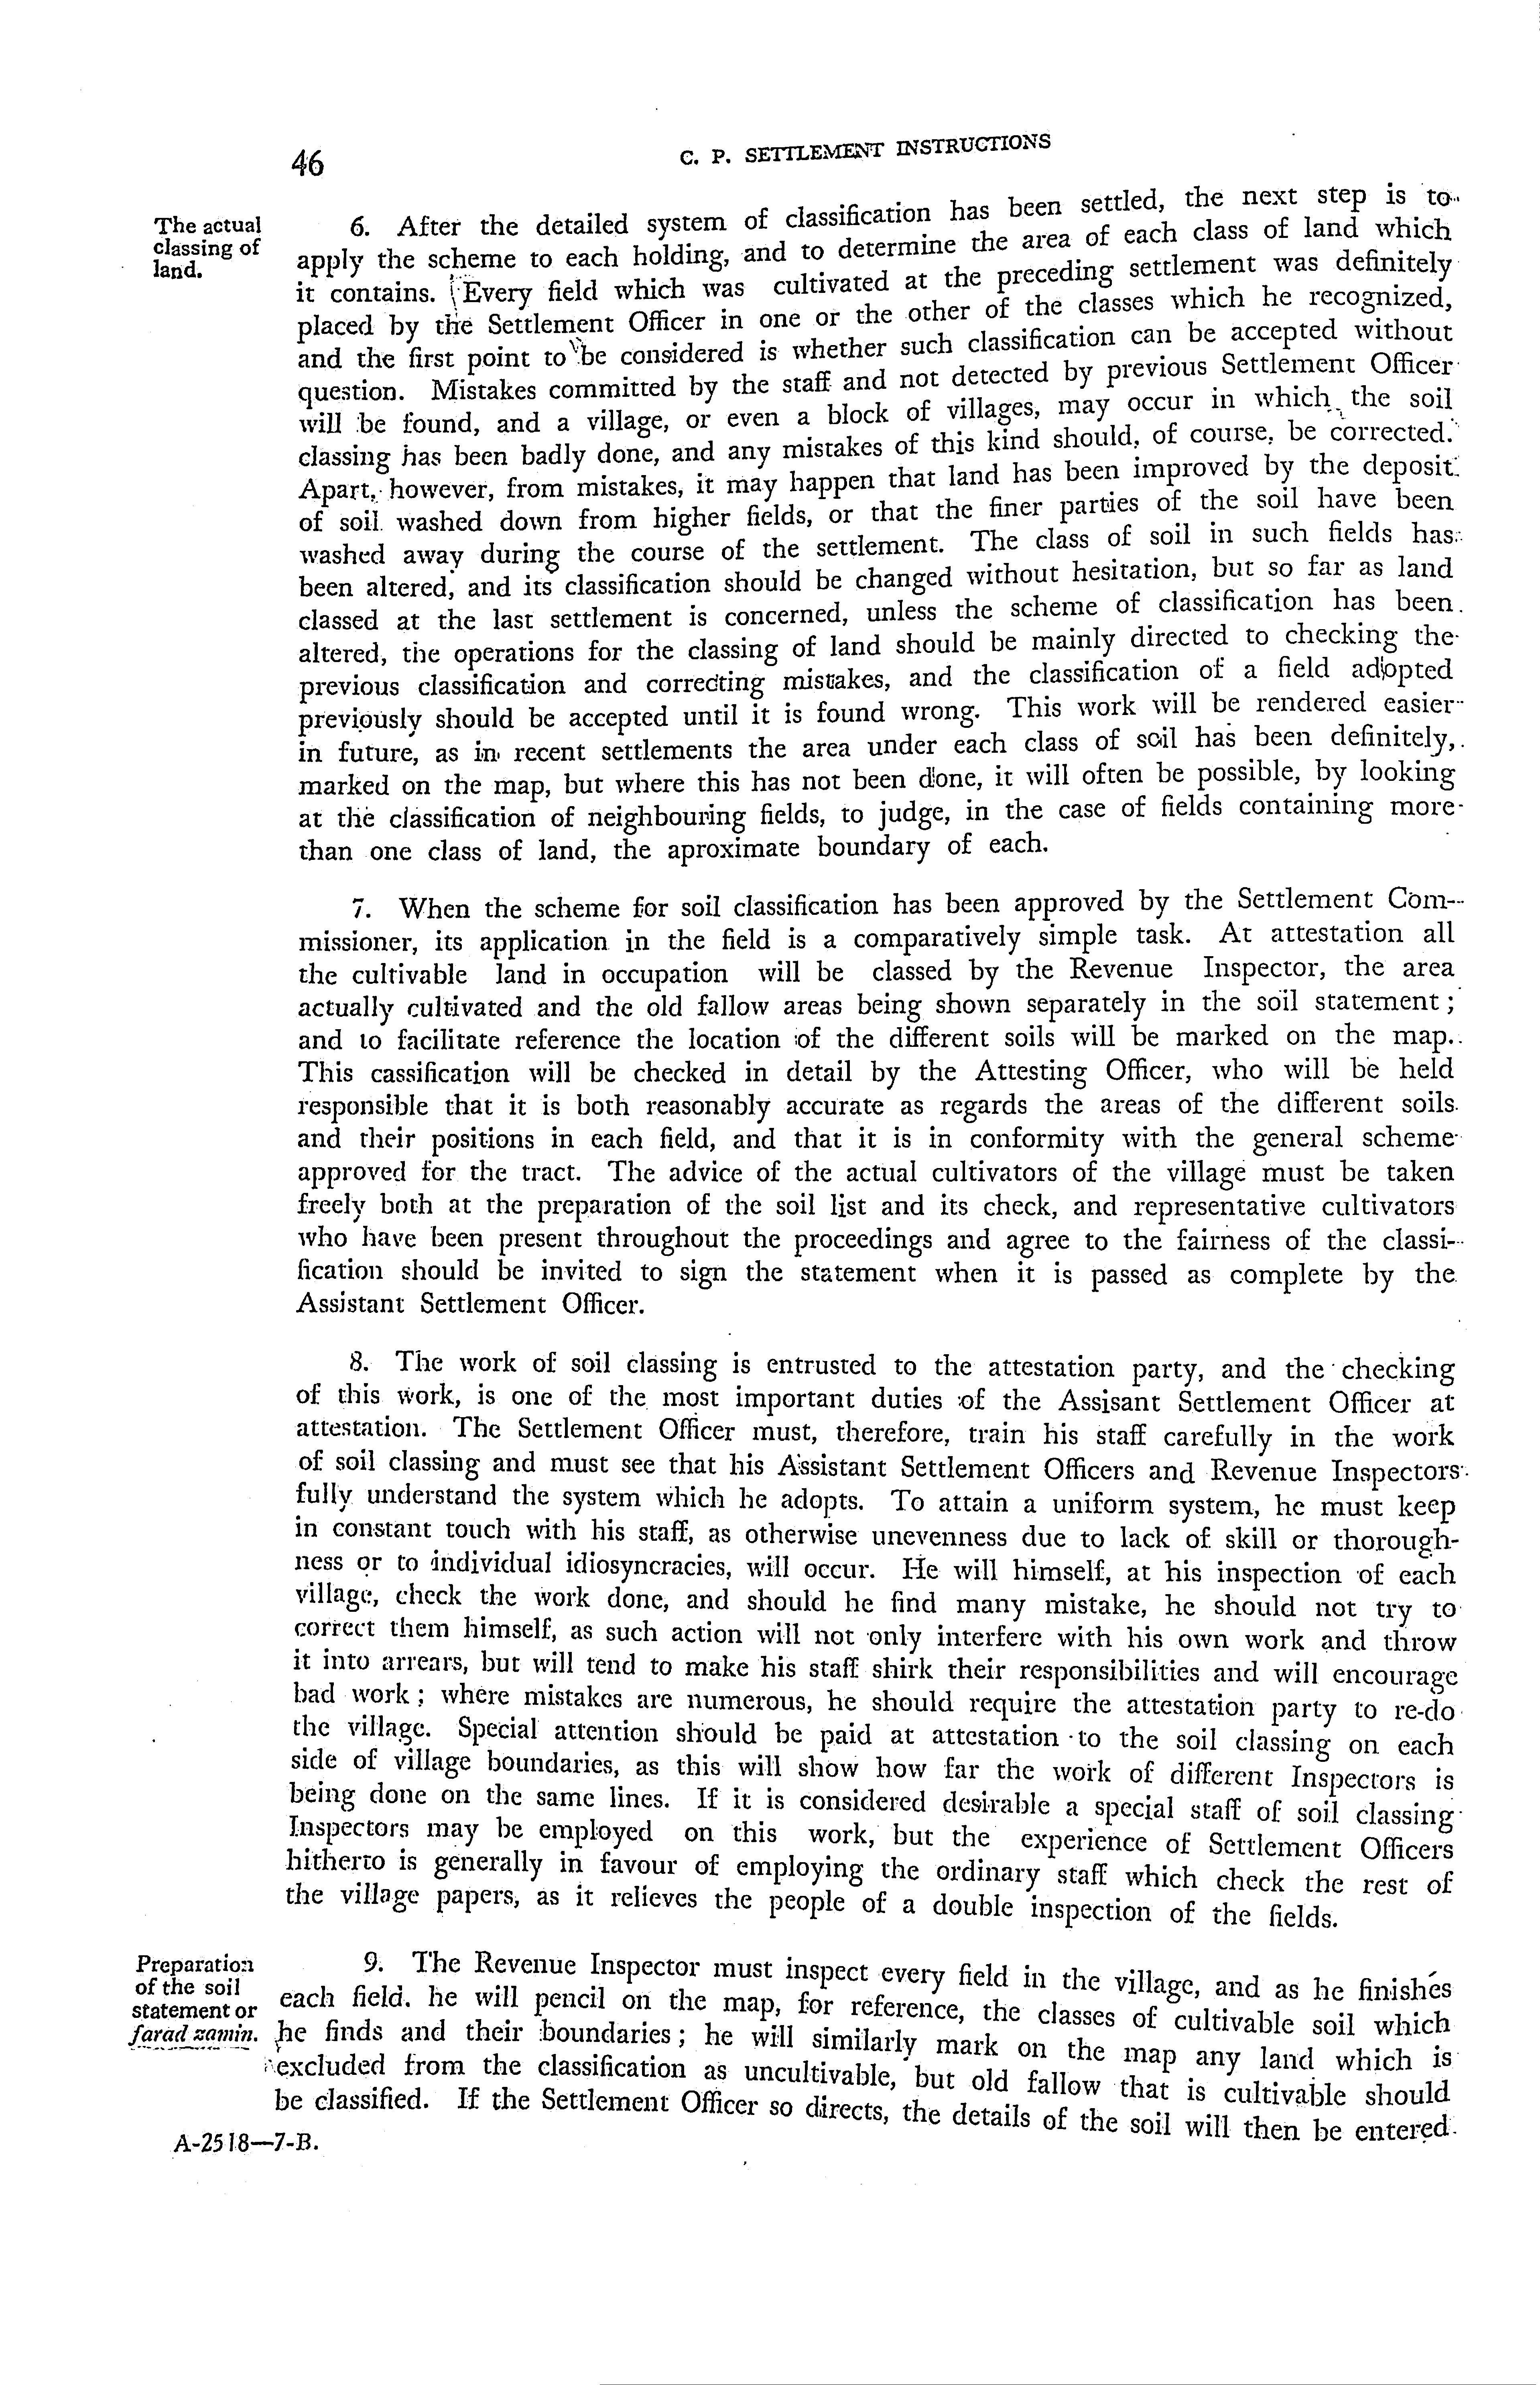 46
C. P. SETTLEMENT INSTRUCTIONS
The actual
classing of
land.
6. After the detailed system of classification has been settled, the next step is to
apply the scheme to each holding, and to determine the area of each class of land which
it contains. Every field which was cultivated at the preceding settlement was definitely
placed by the Settlement Officer in one or the other of the classes which he recognized,
and the first point to be considered is whether such classification can be accepted without
question. Mistakes committed by the staff and not detected by previous Settlement Officer
will be found, and a village, or even a block of villages, may occur in which the soil
classing has been badly done, and any mistakes of this kind should, of course, be corrected.
Apart, however, from mistakes, it may happen that land has been improved by the deposit
of soil washed down from higher fields, or that the finer parties of the soil have been
washed away during the course of the settlement. The class of soil in such fields has
been altered, and its classification should be changed without hesitation, but so far as land
classed at the last settlement is concerned, unless the scheme of classification has been
altered, the operations for the classing of land should be mainly directed to checking the
previous classification and correcting mistakes, and the classification of a field adopted
previously should be accepted until it is found wrong. This work will be rendered easier
in future, as in recent settlements the area under each class of soil has been definitely,
marked on the map, but where this has not been done, it will often be possible, by looking
at the classification of neighbouring fields, to judge, in the case of fields containing more
than one class of land, the aproximate boundary of each.
7. When the scheme for soil classification has been approved by the Settlement Com-
missioner, its application in the field is a comparatively simple task. At attestation all
the cultivable land in occupation will be classed by the Revenue Inspector, the area
actually cultivated and the old fallow areas being shown separately in the soil statement ;
and to facilitate reference the location of the different soils will be marked on the map.
This cassification will be checked in detail by the Attesting Officer, who will be held
responsible that it is both reasonably accurate as regards the areas of the different soils
and their positions in each field, and that it is in conformity with the general scheme
approved for the tract. The advice of the actual cultivators of the village must be taken
freely both at the preparation of the soil list and its check, and representative cultivators
who have been present throughout the proceedings and agree to the fairness of the classi-
fication should be invited to sign the statement when it is passed as complete by the
Assistant Settlement Officer.
8. The work of soil classing is entrusted to the attestation party, and the checking
of this work, is one of the most important duties of the Assisant Settlement Officer at
attestation. The Settlement Officer must, therefore, train his staff carefully in the work
of soil classing and must see that his Assistant Settlement Officers and Revenue Inspectors
fully understand the system which he adopts. To attain a uniform system, he must keep
in constant touch with his staff, as otherwise unevenness due to lack of skill or thorough-
ness or to individual idiosyncracies, will occur. He will himself, at his inspection of each
village, check the work done, and should he find many mistake, he should not try to
correct them himself, as such action will not only interfere with his own work and throw
it into arrears, but will tend to make his staff shirk their responsibilities and will encourage
bad work ; where mistakes are numerous, he should require the attestation party to re-do
the village. Special attention should be paid at attestation to the soil classing on each
side of village boundaries, as this will show how far the work of different Inspectors is
being done on the same lines. If it is considered desirable a special staff of soil classing
Inspectors may be employed on this work, but the experience of Settlement Officers
hitherto is generally in favour of employing the ordinary staff which check the rest of
the village papers, as it relieves the people of a double inspection of the fields.
Preparation
of the soil
statement or
farad zamin.
9. The Revenue Inspector must inspect every field in the village, and as he finishes
each field. he will pencil on the map, for reference, the classes of cultivable soil which
he finds and their boundaries ; he will similarly mark on the map any land which is
excluded from the classification as uncultivable, but old fallow that is cultivable should
be classified. If the Settlement Officer so directs, the details of the soil will then be entered
A-2518—7-B.